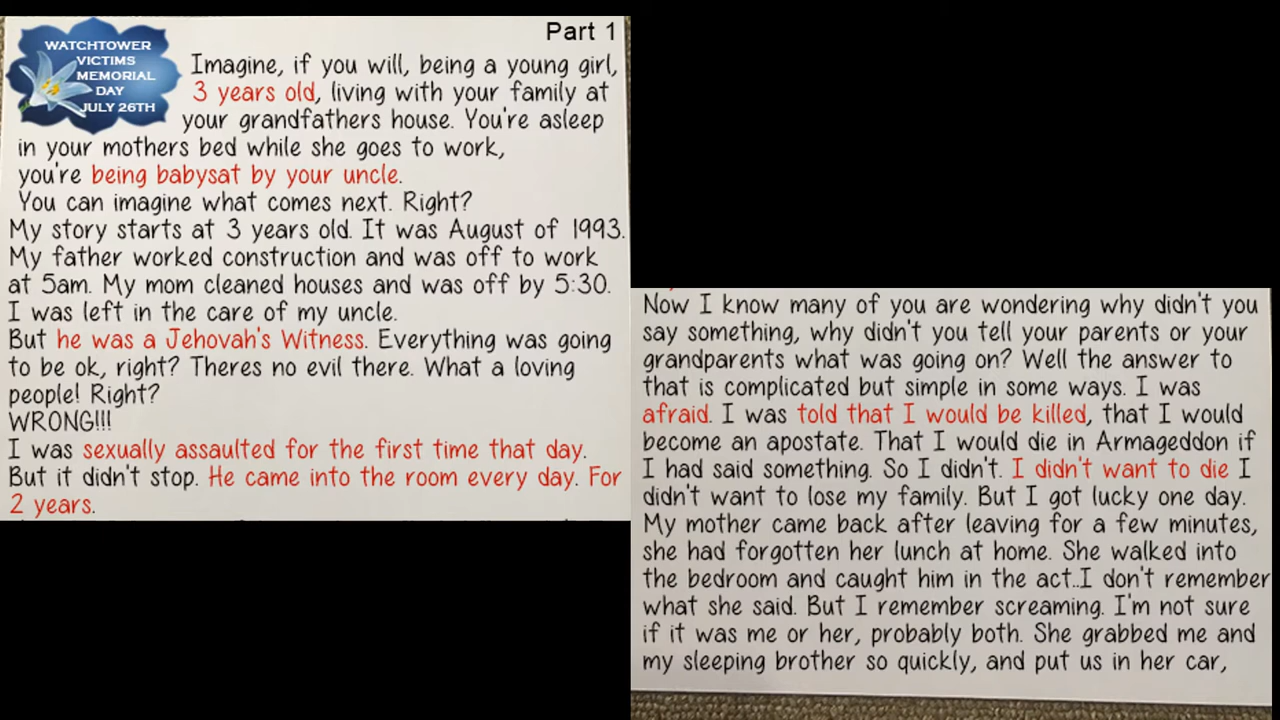 Part 1
WATCHTOWER
VICTIMS
MEMORIAL
DAY
JULY 26TH
Imagine, if you will, being a young girl,
3 years old, living with your family at
your grandfathers house. You're asleep
in your mothers bed while she goes to work,
you're being babysat by your uncle.
You can imagine what comes next. Right?
My story starts at 3 years old. It was August of 1993.
My father worked construction and was off to work
at 5am. My mom cleaned houses and was off by 5:30.
I was left in the care of my uncle.
But he was a Jehovah's Witness. Everything was going
to be ok, right? Theres no evil there. What a loving
people! Right?
WRONG!!!
I was sexually assaulted for the first time that day.
But it didn't stop. He came into the room every day. For
2 years.
Now I know many of you are wondering why didn't you
say something, why didn't you tell your parents or your
grandparents what was going on? Well the answer to
that is complicated but simple in some ways. I was
afraid. I was told that I would be killed, that I would
become an apostate. That I would die in Armageddon if
I had said something. So I didn't. I didn't want to die I
didn't want to lose my family. But I got lucky one day.
My mother came back after leaving for a few minutes,
she had forgotten her lunch at home. She walked into
the bedroom and caught him in the act..I don't remember
what she said. But I remember screaming. I'm not sure
if it was me or her, probably both. She grabbed me and
my sleeping brother so quickly, and put us in her car,